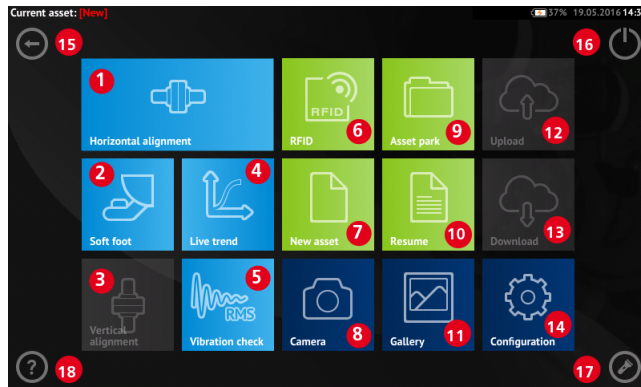 Current asset: [New]
37% 19.05.2016 14:3
15
16
1
Horizontal alignment
RFID
RFID
6
Asset park
9
Upload
12
2
Soft foot
4
Live trend
New asset
7
Resume
10
Download
13
3
Vertical
alignment
5
RMS
Vibration check
Camera
8
Gallery
11
Configuration
14
?
18
17